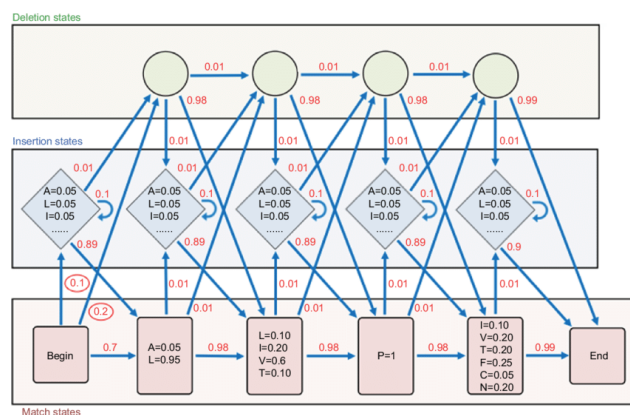 Deletion states
0.01 0.01 0.01
0.98 0.98 0.98 0.99
Insertion states
0.01 0.01 0.01 0.01
0.01 0.01 0.01 0.01
A=0.05 A=0.05 A=0.05 A=0.05 A=0.05
L=0.05 L=0.05 L=0.05 L=0.05 L=0.05
I=0.05 I=0.05 I=0.05 I=0.05 I=0.05
...... ...... ...... ...... ......
0.1 0.1 0.1 0.1 0.1
0.89 0.89 0.89 0.89 0.9
0.1
0.01 0.01 0.01 0.01
0.2
0.01 0.01 0.01 0.01
Begin
0.7
A=0.05
L=0.95
0.98
L=0.10
I=0.20
V=0.6
T=0.10
0.98
P=1
0.98
I=0.10
V=0.20
T=0.20
F=0.25
C=0.05
N=0.20
0.99
End
Match states